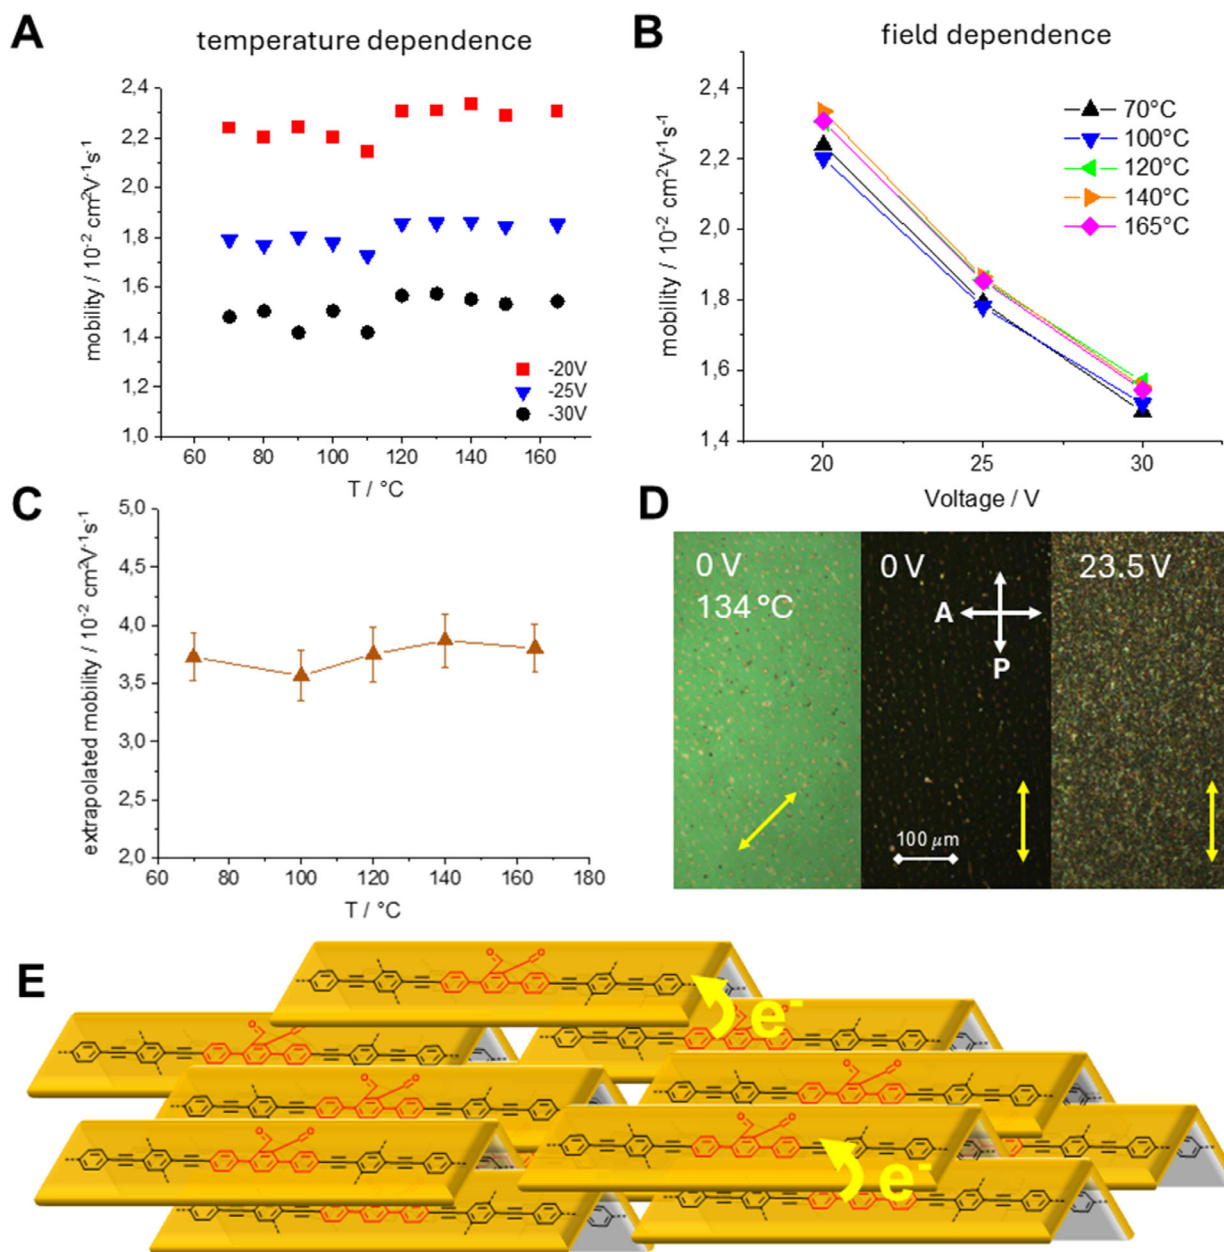 A
temperature dependence
2,4
2,2
2,0
1,8
1,6
1,4
1,2
1,0
mobility / 10⁻² cm²V⁻¹s⁻¹
-20V
-25V
-30V
60 80 100 120 140 160
T / °C
B
field dependence
2,4
2,2
2,0
1,8
1,6
1,4
mobility / 10⁻² cm²V⁻¹s⁻¹
70°C
100°C
120°C
140°C
165°C
20 25 30
Voltage / V
C
5,0
4,5
4,0
3,5
3,0
2,5
2,0
extrapolated mobility / 10⁻² cm²V⁻¹s⁻¹
60 80 100 120 140 160 180
T / °C
D
0 V
134 °C
0 V
A
P
100 μm
23.5 V
E
e⁻
e⁻